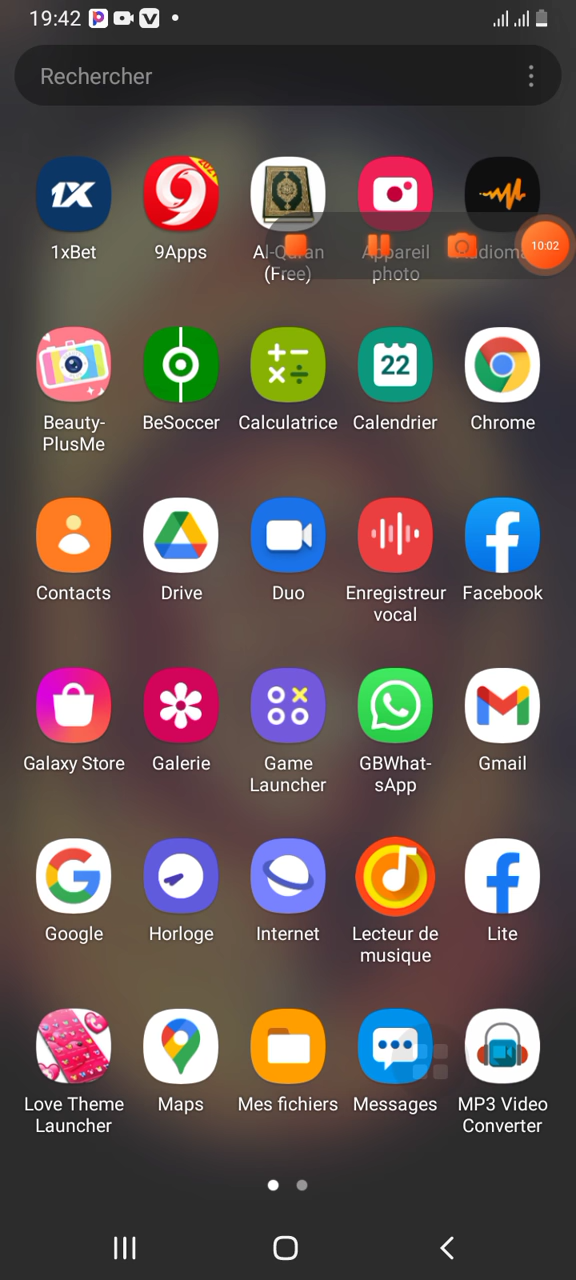 19:42
Rechercher
1xBet
9Apps
Al-Quran
(Free)
Appareil
photo
Audiom
10:02
Beauty-
PlusMe
BeSoccer
Calculatrice
22
Calendrier
Chrome
Contacts
Drive
Duo
Enregistreur
vocal
Facebook
Galaxy Store
Galerie
Game
Launcher
GBWhat-
sApp
Gmail
Google
Horloge
Internet
Lecteur de
musique
Lite
Love Theme
Launcher
Maps
Mes fichiers
Messages
MP3 Video
Converter